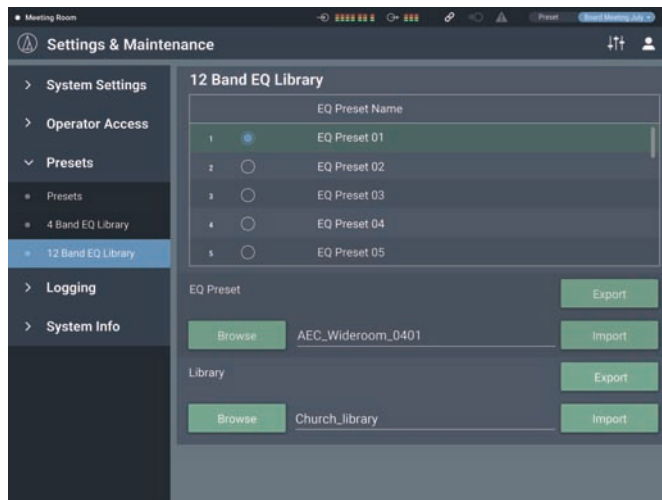 Meeting Room
Preset
Board Meeting July
Settings & Maintenance
System Settings
Operator Access
Presets
Presets
4 Band EQ Library
12 Band EQ Library
Logging
System Info
12 Band EQ Library
EQ Preset Name
1 EQ Preset 01
2 EQ Preset 02
3 EQ Preset 03
4 EQ Preset 04
5 EQ Preset 05
EQ Preset
Export
Browse AEC_Wideroom_0401 Import
Library
Export
Browse Church_library Import